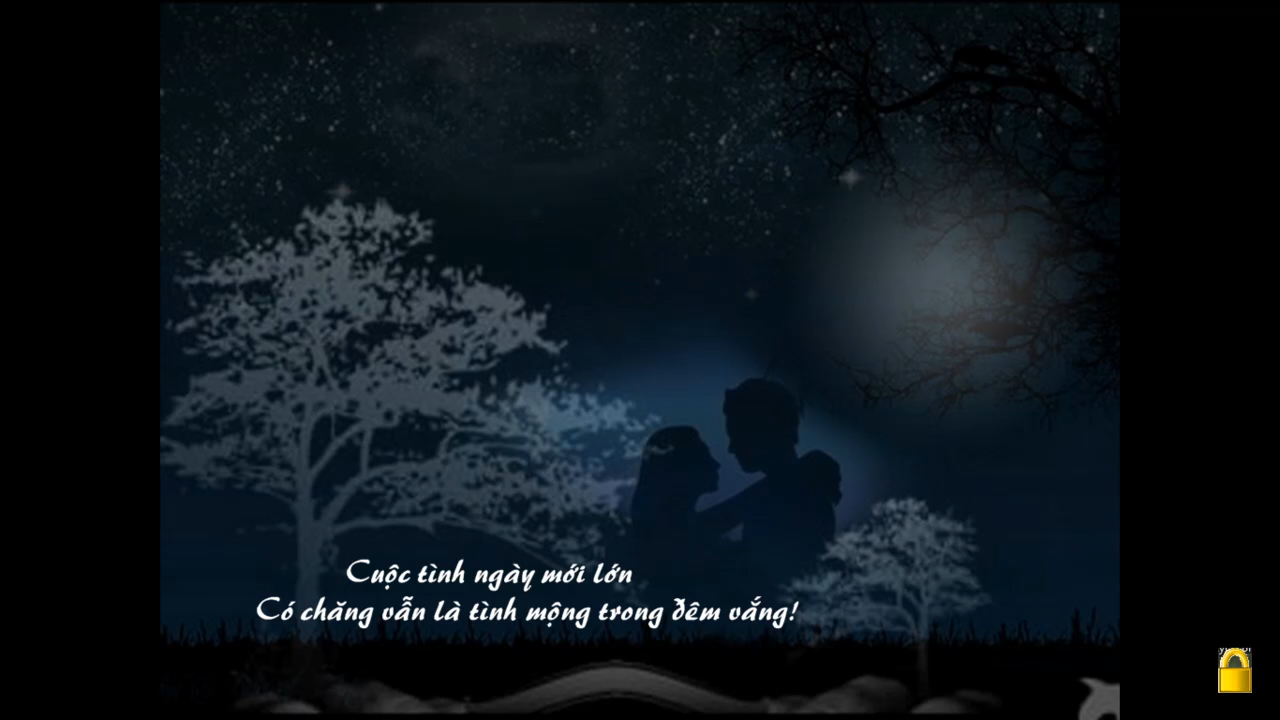 Cuộc tình ngày mới lớn
Có chăng vẫn là tình mộng trong đêm vắng!